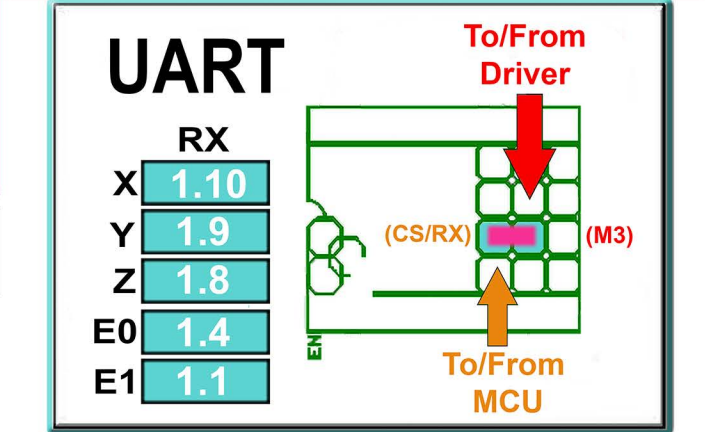 UART
To/From
Driver
RX
X 1.10
Y 1.9
Z 1.8
E0 1.4
E1 1.1
(CS/RX)
(M3)
EN
To/From
MCU